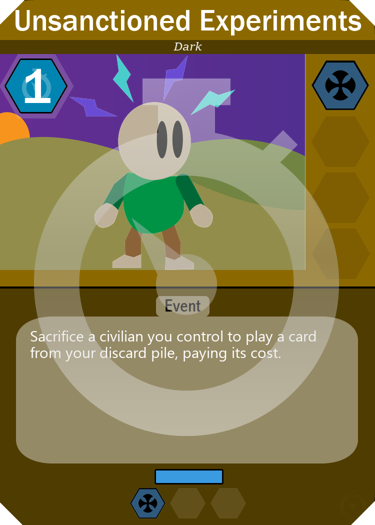 Unsanctioned Experiments
Dark
1
Event
Sacrifice a civilian you control to play a card
from your discard pile, paying its cost.